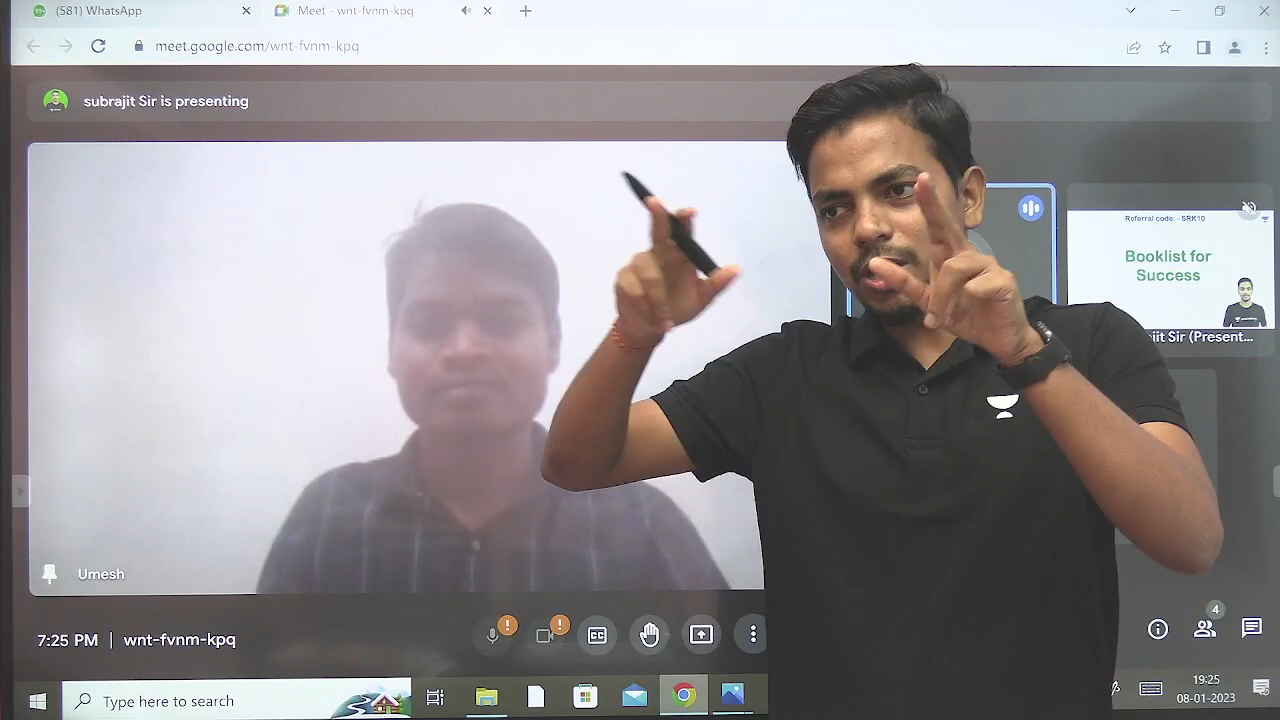 (581) WhatsApp
Meet - wnt-fvnm-kpq
meet.google.com/wnt-fvnm-kpq
subrajit Sir is presenting
Referral code: - SRK10
Booklist for
Success
jit Sir (Present...
Umesh
7:25 PM | wnt-fvnm-kpq
CC
4
Type here to search
19:25
08-01-2023